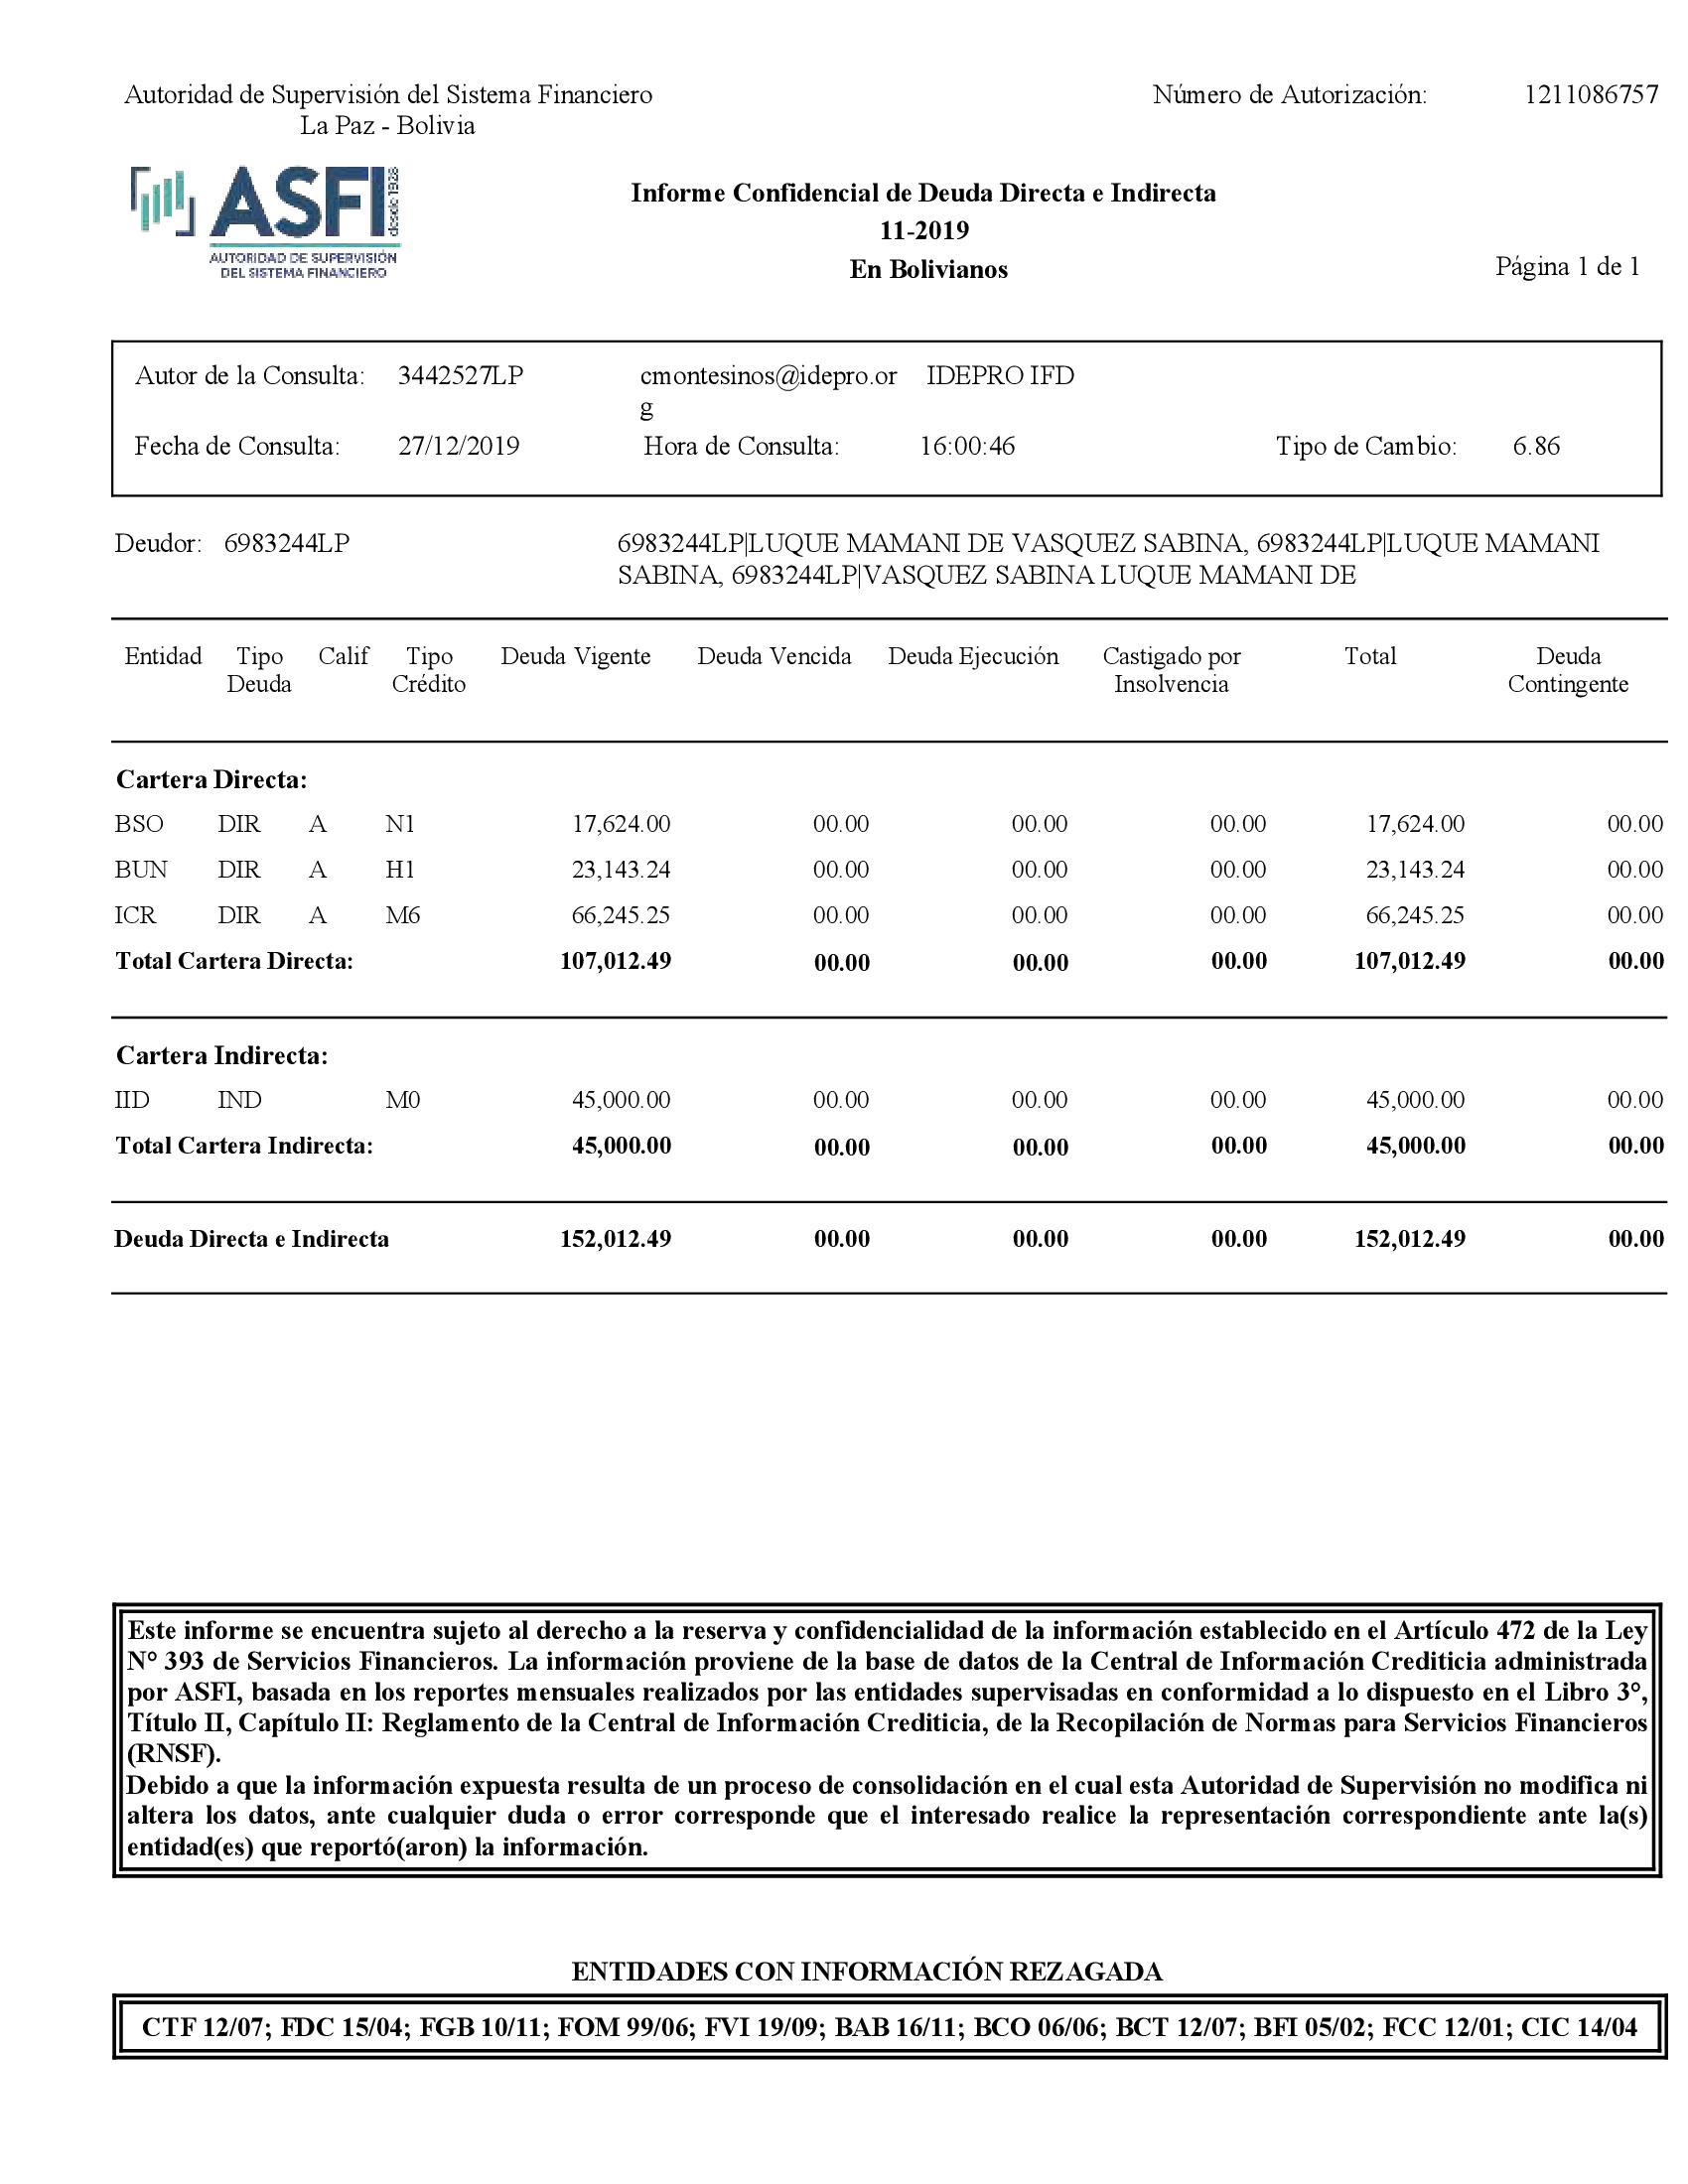 Autoridad de Supervisión del Sistema Financiero
La Paz - Bolivia
Número de Autorización: 1211086757
ASFI desde 1928
AUTORIDAD DE SUPERVISIÓN
DEL SISTEMA FINANCIERO
Informe Confidencial de Deuda Directa e Indirecta
11-2019
En Bolivianos
Página 1 de 1
Autor de la Consulta: 3442527LP cmontesinos@idepro.or IDEPRO IFD
g
Fecha de Consulta: 27/12/2019 Hora de Consulta: 16:00:46 Tipo de Cambio: 6.86
Deudor: 6983244LP 6983244LP|LUQUE MAMANI DE VASQUEZ SABINA, 6983244LP|LUQUE MAMANI
SABINA, 6983244LP|VASQUEZ SABINA LUQUE MAMANI DE
Entidad Tipo Calif Tipo Deuda Vigente Deuda Vencida Deuda Ejecución Castigado por Total Deuda
Deuda Crédito Insolvencia Contingente
Cartera Directa:
BSO DIR A N1 17,624.00 00.00 00.00 00.00 17,624.00 00.00
BUN DIR A H1 23,143.24 00.00 00.00 00.00 23,143.24 00.00
ICR DIR A M6 66,245.25 00.00 00.00 00.00 66,245.25 00.00
Total Cartera Directa: 107,012.49 00.00 00.00 00.00 107,012.49 00.00
Cartera Indirecta:
IID IND M0 45,000.00 00.00 00.00 00.00 45,000.00 00.00
Total Cartera Indirecta: 45,000.00 00.00 00.00 00.00 45,000.00 00.00
Deuda Directa e Indirecta 152,012.49 00.00 00.00 00.00 152,012.49 00.00
Este informe se encuentra sujeto al derecho a la reserva y confidencialidad de la información establecido en el Artículo 472 de la Ley
N° 393 de Servicios Financieros. La información proviene de la base de datos de la Central de Información Crediticia administrada
por ASFI, basada en los reportes mensuales realizados por las entidades supervisadas en conformidad a lo dispuesto en el Libro 3°,
Título II, Capítulo II: Reglamento de la Central de Información Crediticia, de la Recopilación de Normas para Servicios Financieros
(RNSF).
Debido a que la información expuesta resulta de un proceso de consolidación en el cual esta Autoridad de Supervisión no modifica ni
altera los datos, ante cualquier duda o error corresponde que el interesado realice la representación correspondiente ante la(s)
entidad(es) que reportó(aron) la información.
ENTIDADES CON INFORMACIÓN REZAGADA
CTF 12/07; FDC 15/04; FGB 10/11; FOM 99/06; FVI 19/09; BAB 16/11; BCO 06/06; BCT 12/07; BFI 05/02; FCC 12/01; CIC 14/04